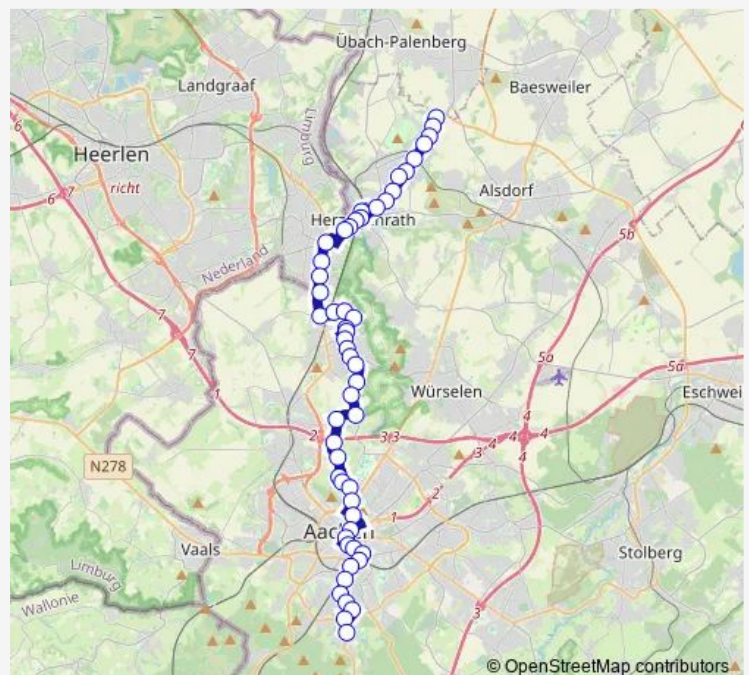 Übach-Palenberg
Landgraaf
Baesweiler
Limburg
Heerlen
6
richt
6
7
Alsdorf
Nederland
5b
7
7
5a
5a
1
Würselen
Eschwei
2
3,3
4
4
4
4
4
4
3
N278
2
1
Vaals
Stolberg
Limburg
Wallonie
3
© OpenStreetMap contributors